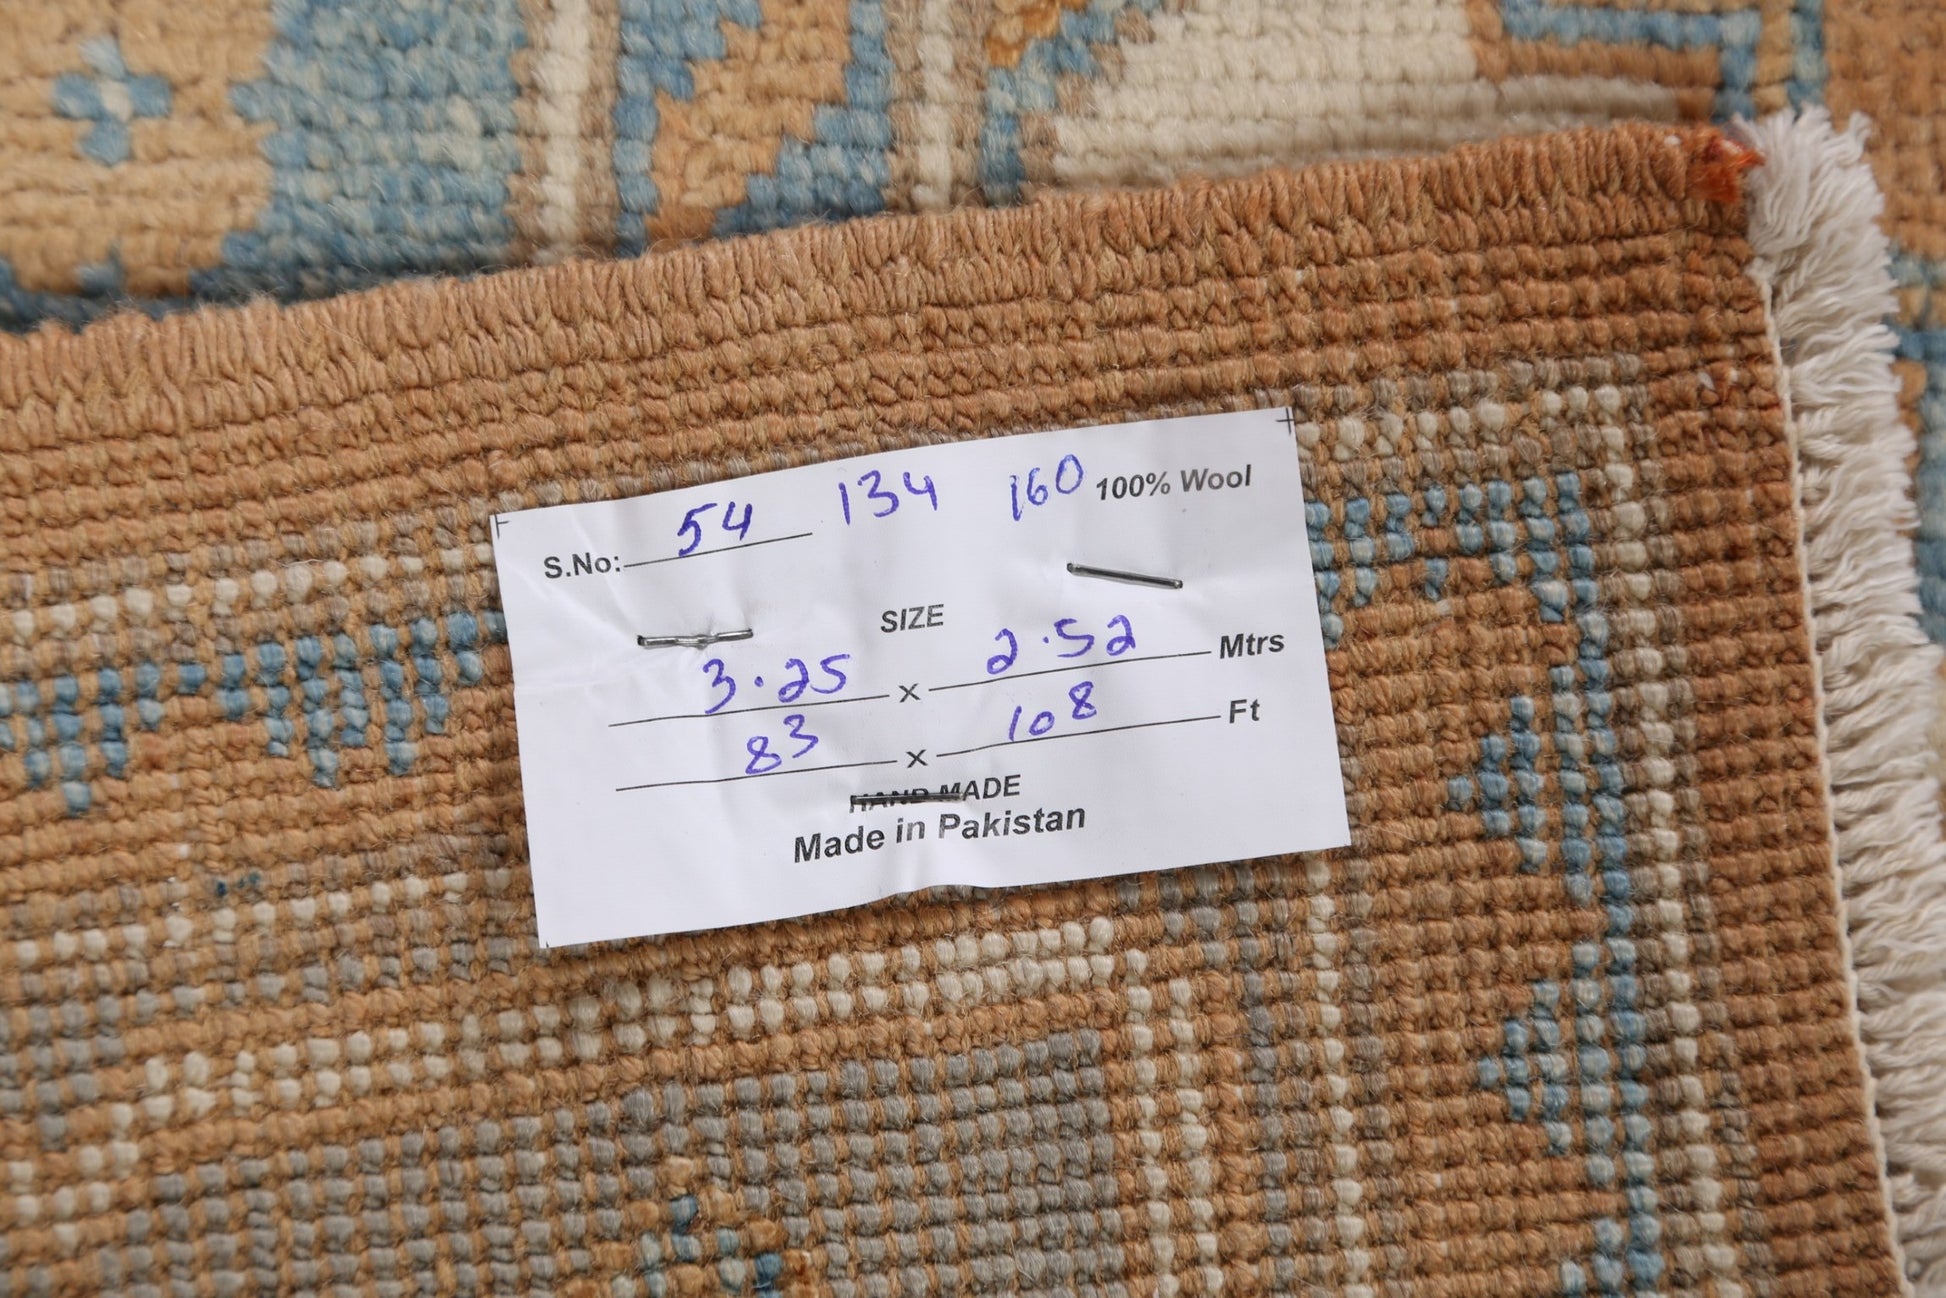 S.No: 54 134 160 100% Wool
SIZE
3.25 x 2.52 Mtrs
83 x 108 Ft
HAND MADE
Made in Pakistan